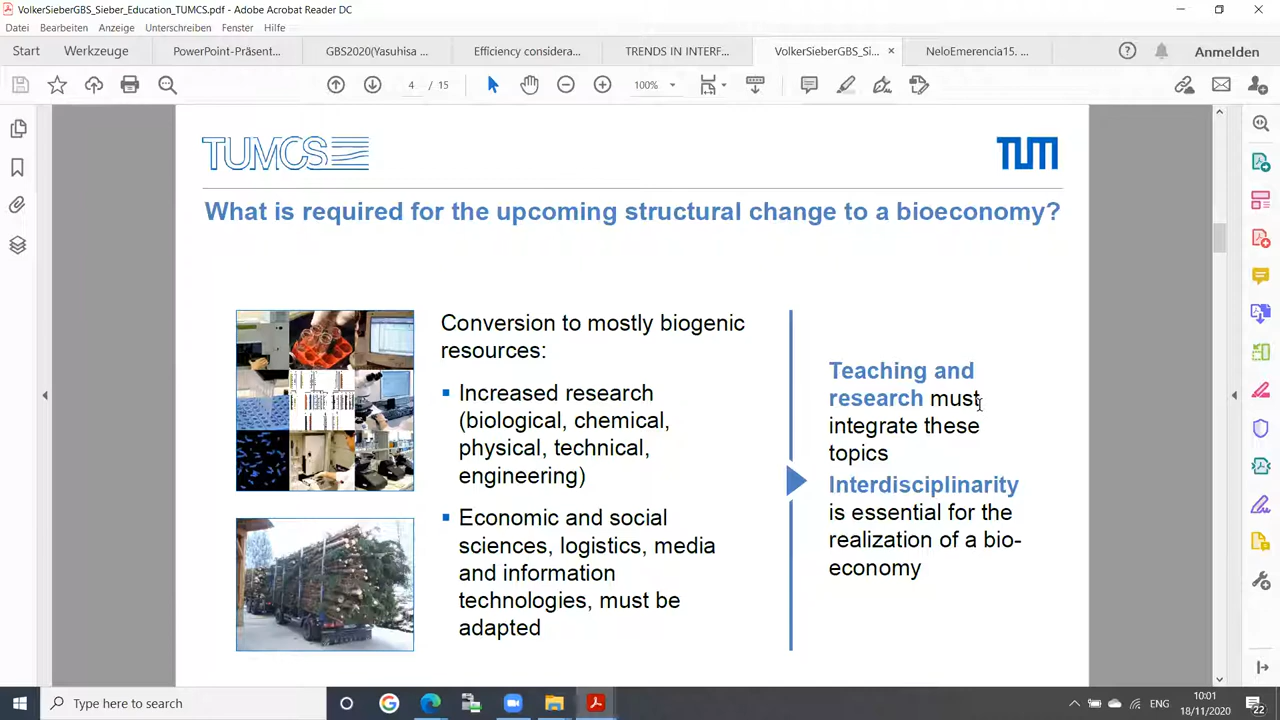 VolkerSieberGBS_Sieber_Education_TUMCS.pdf - Adobe Acrobat Reader DC
Datei Bearbeiten Anzeige Unterschreiben Fenster Hilfe
Start Werkzeuge PowerPoint-Präsent... GBS2020(Yasuhisa ... Efficiency considera... TRENDS IN INTERF... VolkerSieberGBS_Si... × NeloEmerencia15. ... Anmelden
4 / 15 100%
TUMCS TUM
What is required for the upcoming structural change to a bioeconomy?
Conversion to mostly biogenic
resources:
Increased research
(biological, chemical,
physical, technical,
engineering)
Economic and social
sciences, logistics, media
and information
technologies, must be
adapted
Teaching and
research must
integrate these
topics
Interdisciplinarity
is essential for the
realization of a bio-
economy
Type here to search
ENG
10:01
18/11/2020
22